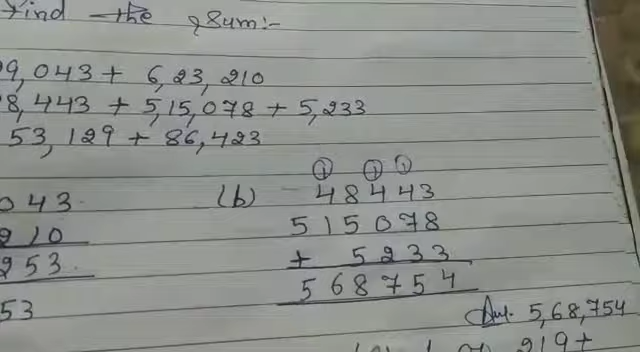 Find the Sum:-
9,043 + 6,23,210
8,443 + 5,15,078 + 5,233
53,129 + 86,423
1 1 1
043 (b) 48443
210 515078
253 + 5233
53 568754
Ans. 5,68,754
219+